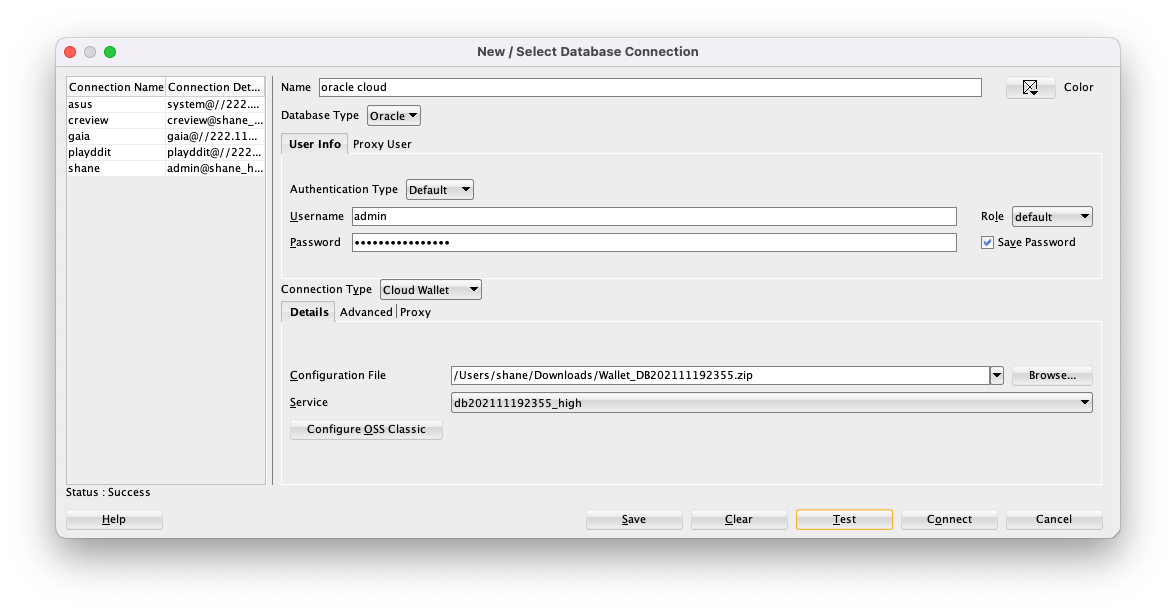 New / Select Database Connection
Connection Name Connection Det...
asus system@//222....
creview creview@shane_...
gaia gaia@//222.11...
playddit playddit@//222...
shane admin@shane_h...
Name oracle cloud Color
Database Type Oracle
User Info Proxy User
Authentication Type Default
Username admin Role default
Password •••••••••••••••• Save Password
Connection Type Cloud Wallet
Details Advanced Proxy
Configuration File /Users/shane/Downloads/Wallet_DB202111192355.zip Browse...
Service db202111192355_high
Configure OSS Classic
Status : Success
Help Save Clear Test Connect Cancel